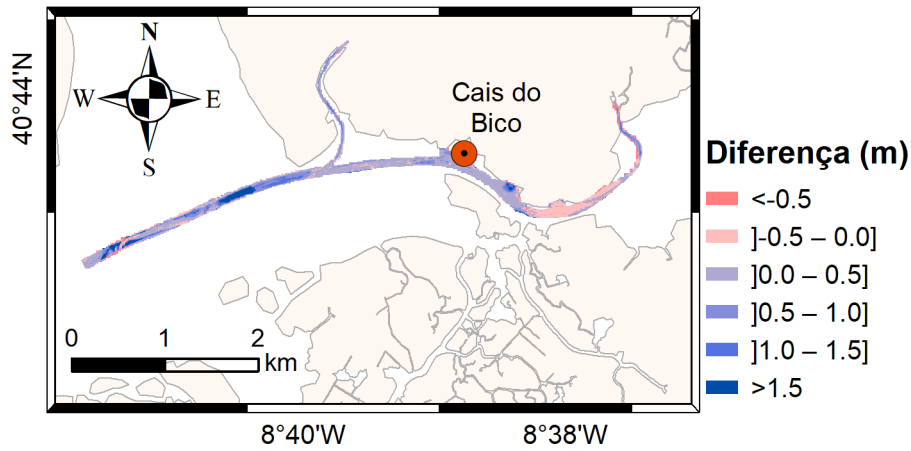 N
W
E
S
40°44'N
Cais do
Bico
Diferença (m)
<-0.5
]-0.5 – 0.0]
]0.0 – 0.5]
]0.5 – 1.0]
]1.0 – 1.5]
>1.5
0 1 2
km
8°40'W
8°38'W